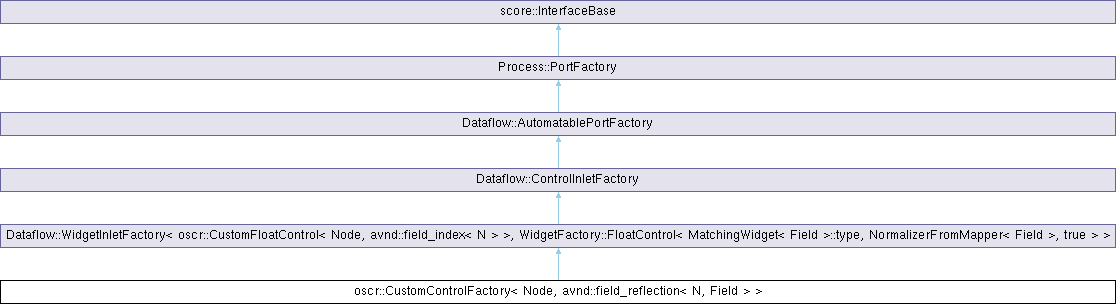 score::InterfaceBase
Process::PortFactory
Dataflow::AutomatablePortFactory
Dataflow::ControlInletFactory
Dataflow::WidgetInletFactory< oscr::CustomFloatControl< Node, avnd::field_index< N > >, WidgetFactory::FloatControl< MatchingWidget< Field >::type, NormalizerFromMapper< Field >, true > >
oscr::CustomControlFactory< Node, avnd::field_reflection< N, Field > >